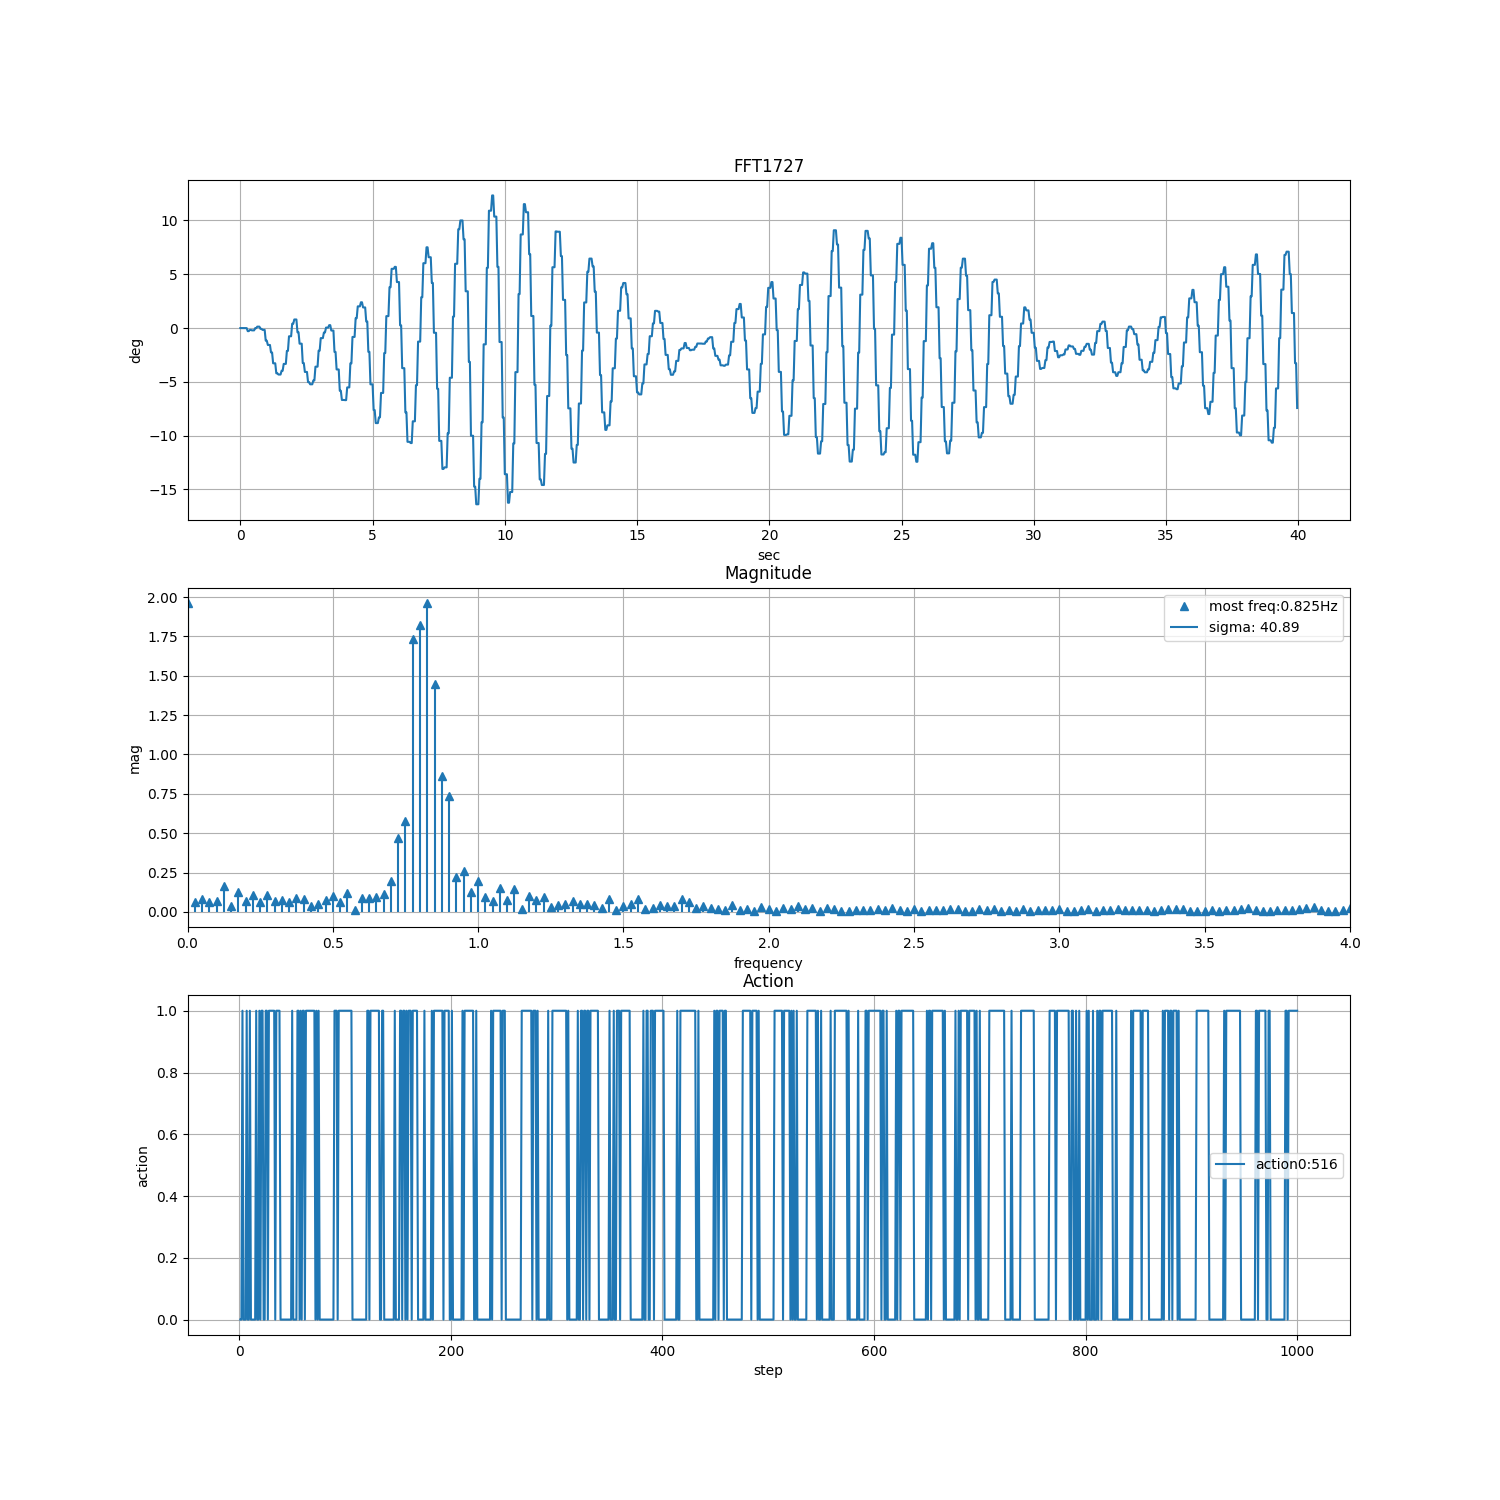 FFT1727
10
5
0
−5
−10
−15
deg
0 5 10 15 20 25 30 35 40
sec
Magnitude
2.00
1.75
1.50
1.25
1.00
0.75
0.50
0.25
0.00
mag
most freq:0.825Hz
sigma: 40.89
0.0 0.5 1.0 1.5 2.0 2.5 3.0 3.5 4.0
frequency
Action
1.0
0.8
0.6
0.4
0.2
0.0
action
action0:516
0 200 400 600 800 1000
step